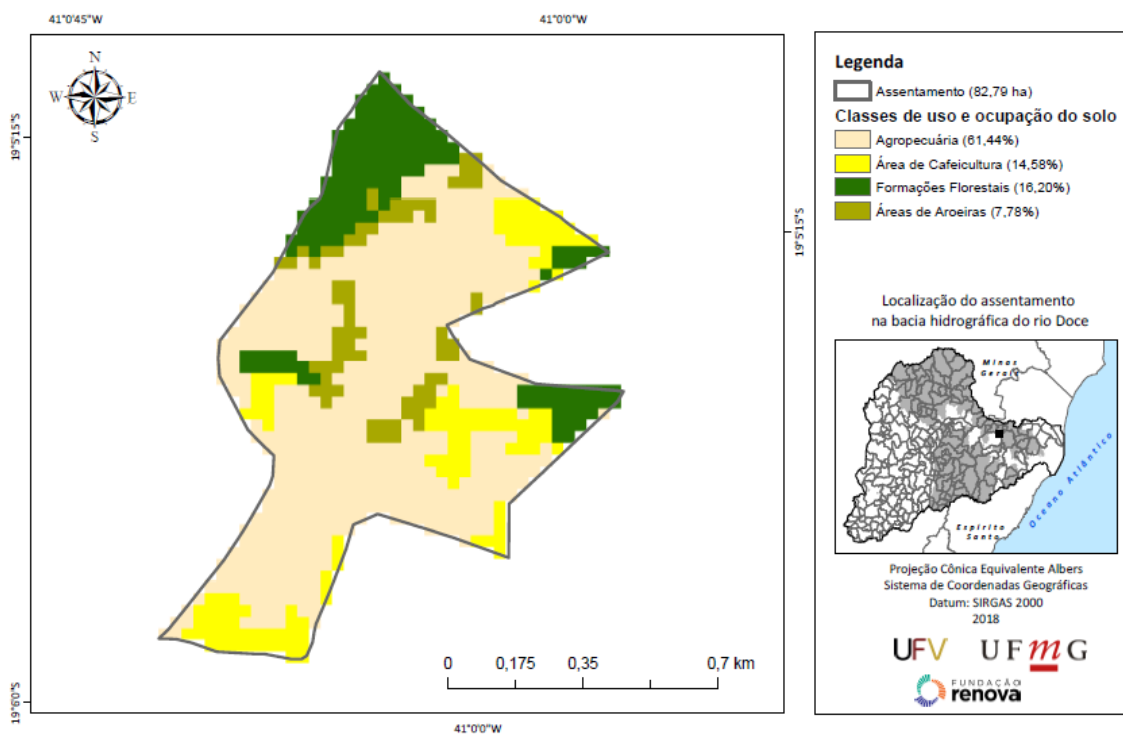 41°0'45"W
41°0'0"W
N
W
E
S
19°5'15"S
19°5'15"S
19°6'0"S
0
0,175
0,35
0,7 km
41°0'0"W
Legenda
Assentamento (82,79 ha)
Classes de uso e ocupação do solo
Agropecuária (61,44%)
Área de Cafeicultura (14,58%)
Formações Florestais (16,20%)
Áreas de Aroeiras (7,78%)
Localização do assentamento
na bacia hidrográfica do rio Doce
Minas
Gerais
Oceano Atlântico
Espírito
Santo
Projeção Cônica Equivalente Albers
Sistema de Coordenadas Geográficas
Datum: SIRGAS 2000
2018
UFV
UFmG
FUNDAÇÃO
renova